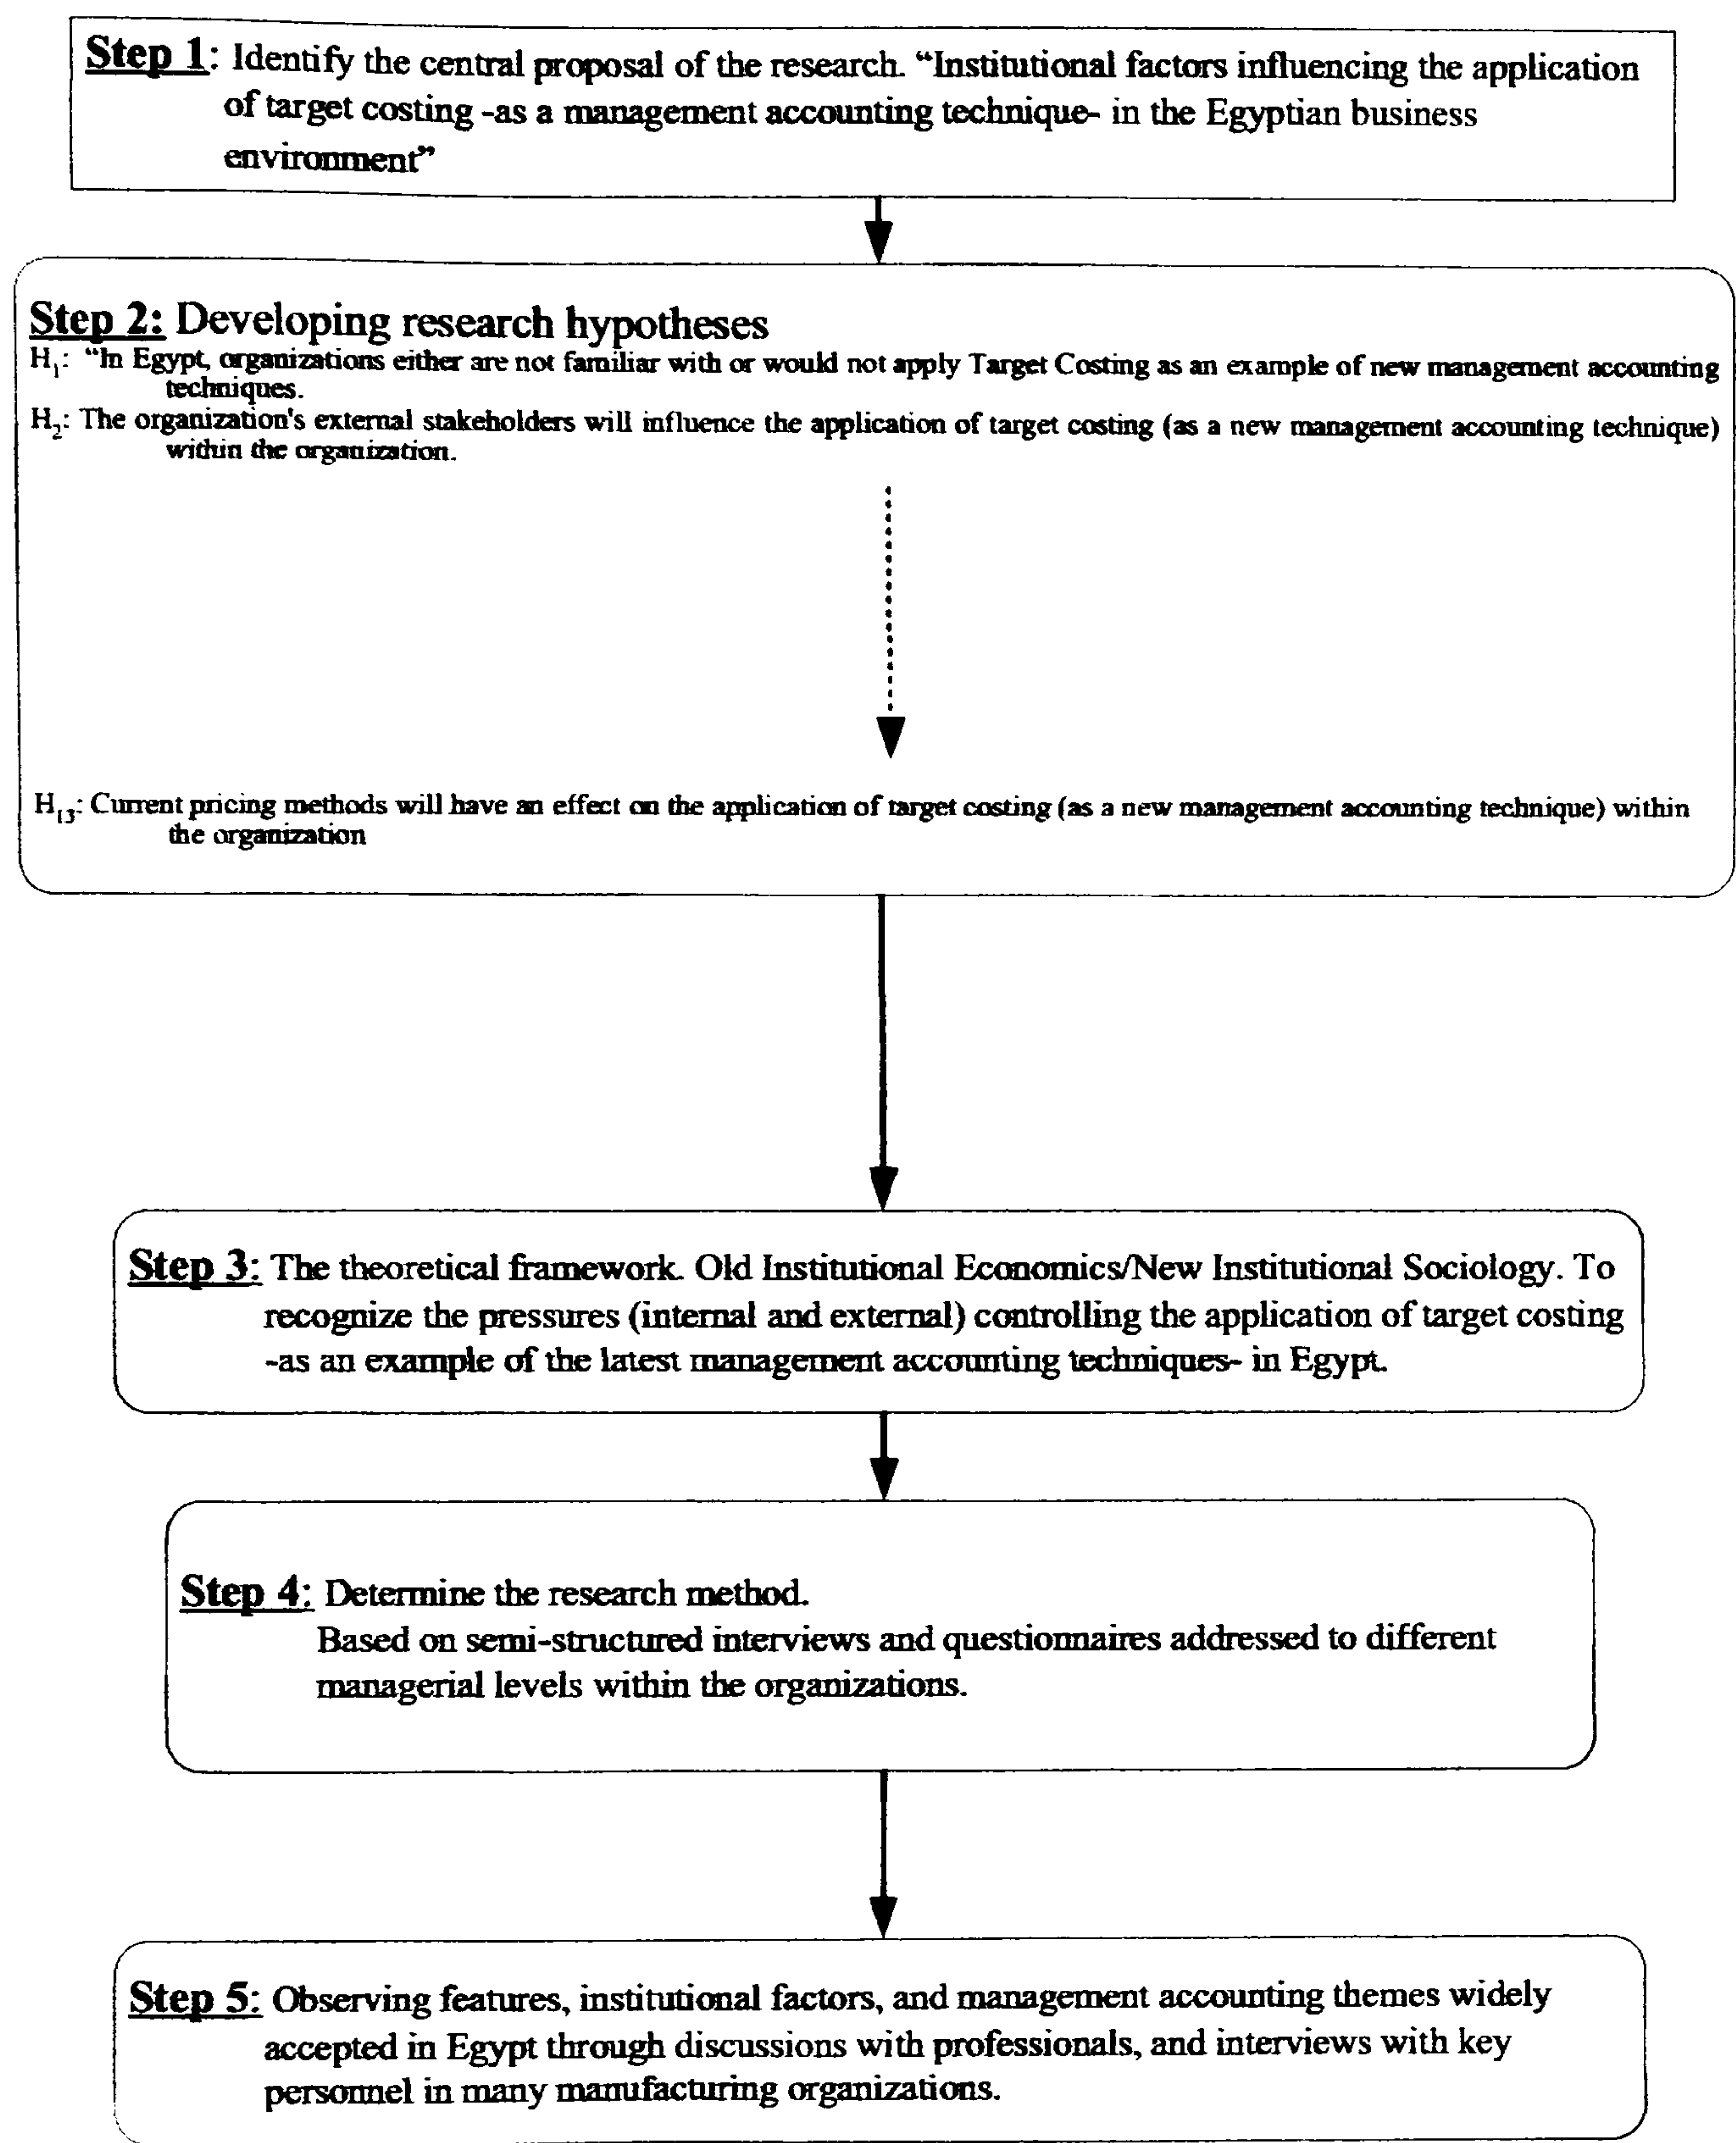 Step 1: Identify the central proposal of the research. “Institutional factors influencing the application
of target costing -as a management accounting technique- in the Egyptian business
environment”
Step 2: Developing research hypotheses
H1: “In Egypt, organizations either are not familiar with or would not apply Target Costing as an example of new management accounting
techniques.
H2: The organization's external stakeholders will influence the application of target costing (as a new management accounting technique)
within the organization.
H13: Current pricing methods will have an effect on the application of target costing (as a new management accounting technique) within
the organization
Step 3: The theoretical framework. Old Institutional Economics/New Institutional Sociology. To
recognize the pressures (internal and external) controlling the application of target costing
-as an example of the latest management accounting techniques- in Egypt.
Step 4: Determine the research method.
Based on semi-structured interviews and questionnaires addressed to different
managerial levels within the organizations.
Step 5: Observing features, institutional factors, and management accounting themes widely
accepted in Egypt through discussions with professionals, and interviews with key
personnel in many manufacturing organizations.